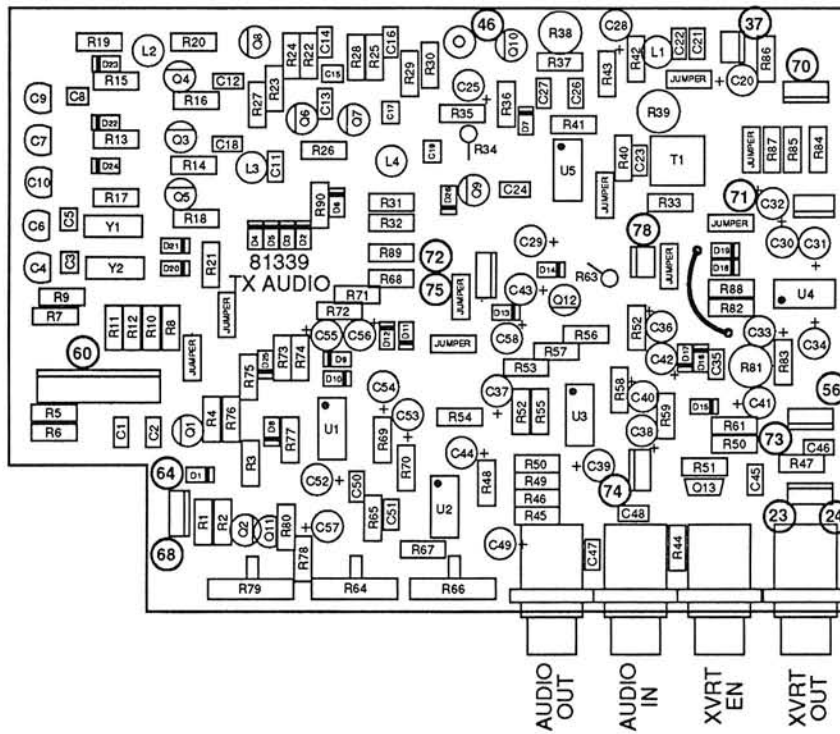 R19
L2
R20
Q8
R24
R22
C14
R28
R25
C16
46
Q10
R38
C28
R42
L1
C22
C21
37
R86
D23
R15
Q4
C12
C15
R29
R30
R37
R43
70
C9
C8
R16
R27
R23
C13
C25
R36
C27
C26
JUMPER
C20
C17
R35
R39
D22
Q6
Q7
D7
R41
C7
R13
Q3
C18
R34
R26
C19
R40
C23
T1
JUMPER
R87
R85
R84
D24
R14
L3
C11
L4
U5
C10
R17
Q5
R90
D6
D26
Q9
C24
JUMPER
R31
R33
71
C32
C6
C5
Y1
R18
R32
78
JUMPER
D4
D5
D3
D2
C29
C30
C31
D21
R21
81339
TX AUDIO
R89
72
D19
C4
C3
Y2
D20
R68
75
JUMPER
D14
R63
JUMPER
D18
R9
R71
C43
Q12
R88
U4
R7
R11
R12
R10
R8
JUMPER
R72
D13
R82
C55
C56
D12
D11
C58
R52
C36
C33
C34
60
JUMPER
R73
R74
JUMPER
R56
R57
D25
D9
C42
D17
D16
C35
R81
R83
R75
D10
R53
C54
C37
R58
C40
D15
C41
56
R5
C1
C2
Q1
R4
R76
D8
R77
U1
R69
C53
R54
R52
R55
U3
R59
R61
R6
C38
R50
73
C46
64
D1
R3
C44
R70
R48
R50
C39
R51
R47
C52
C50
R49
74
Q13
C45
R1
R2
Q2
Q11
R80
C57
R65
C51
U2
R46
C48
23
24
68
R45
R78
R67
C49
C47
R44
R79
R64
R66
AUDIO
OUT
AUDIO
IN
XVRT
EN
XVRT
OUT